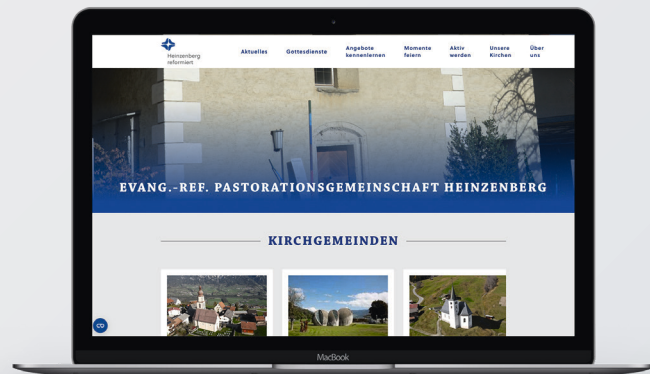 Heinzenberg
reformiert
Aktuelles
Gottesdienste
Angebote
kennenlernen
Momente
feiern
Aktiv
werden
Unsere
Kirchen
Über
uns
EVANG.-REF. PASTORATIONSGEMEINSCHAFT HEINZENBERG
KIRCHGEMEINDEN
MacBook